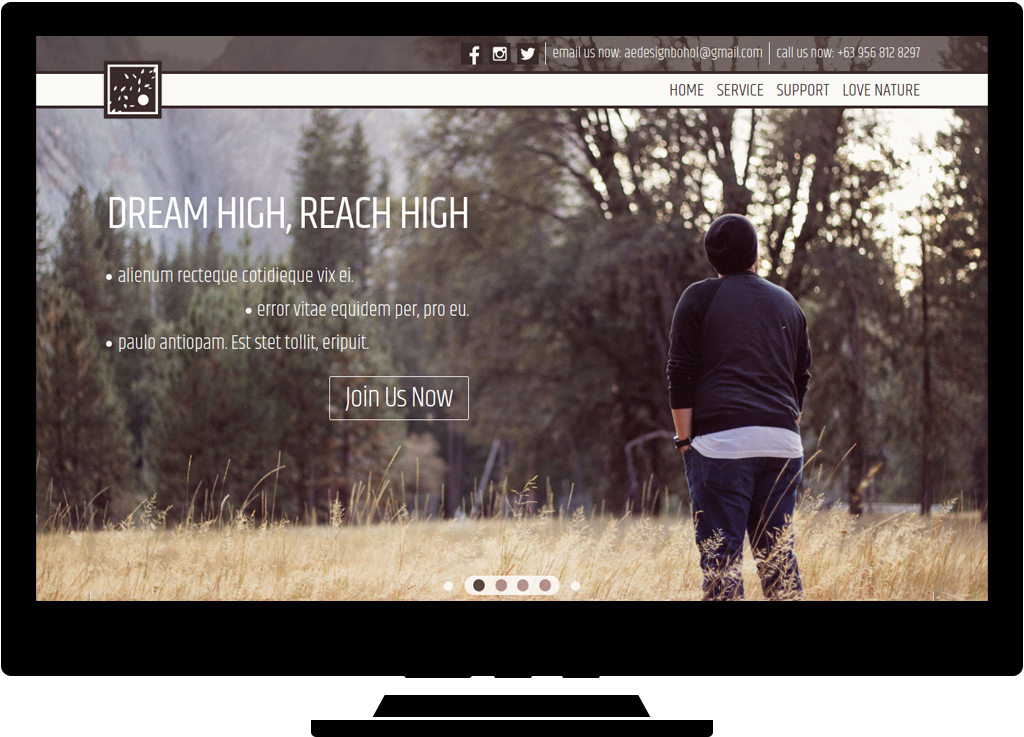 email us now: aedesignbohol@gmail.com | call us now: +63 956 812 8297
HOME SERVICE SUPPORT LOVE NATURE
DREAM HIGH, REACH HIGH
• alienum recteque cotidieque vix ei.
• error vitae equidem per, pro eu.
• paulo antiopam. Est stet tollit, eripuit.
Join Us Now